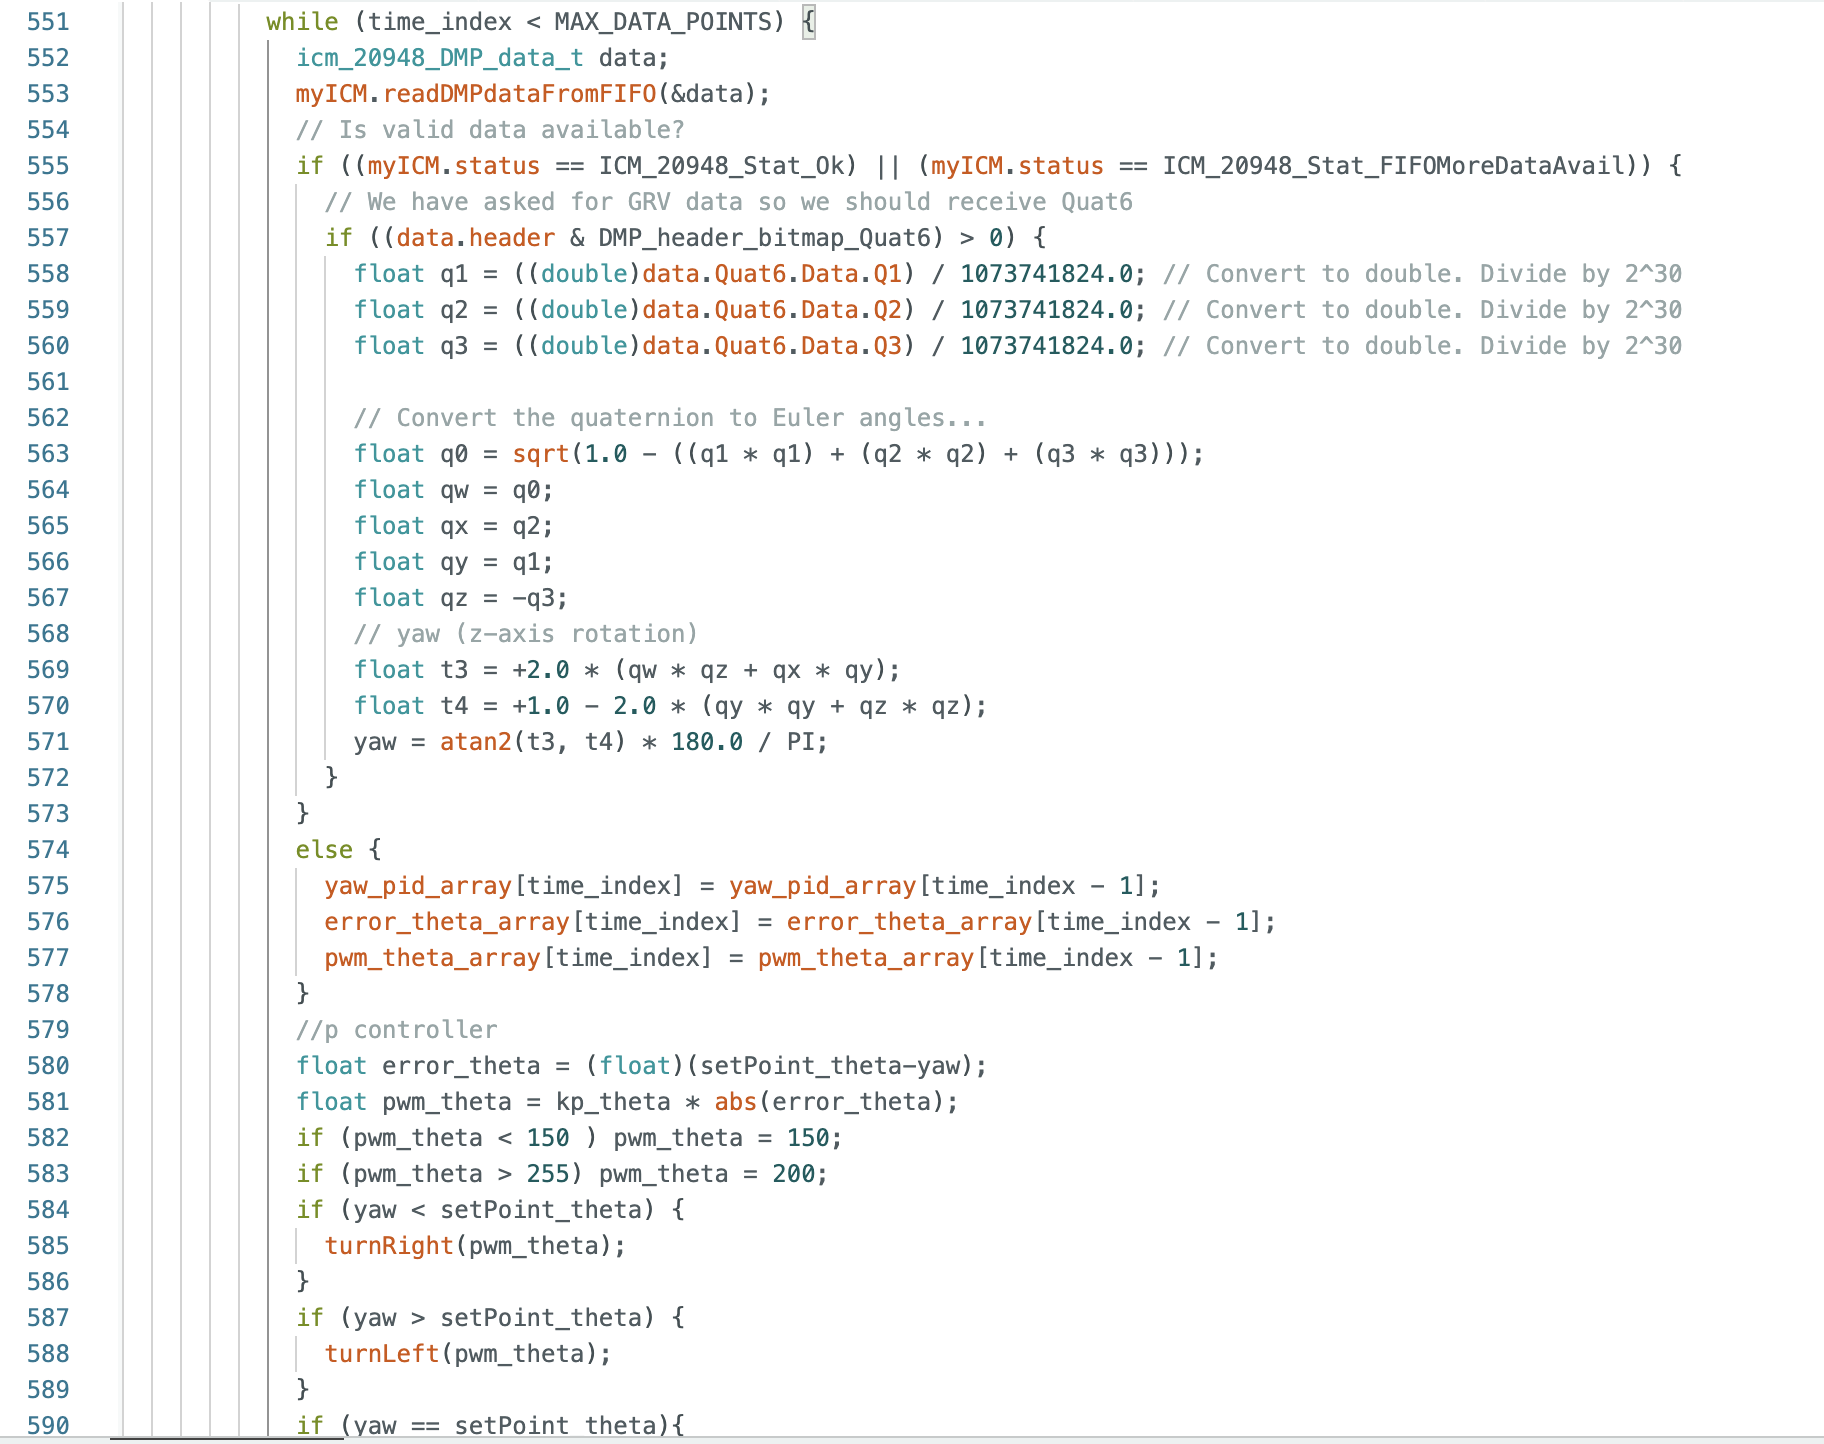 551 while (time_index < MAX_DATA_POINTS) {
552 icm_20948_DMP_data_t data;
553 myICM.readDMPdataFromFIFO(&data);
554 // Is valid data available?
555 if ((myICM.status == ICM_20948_Stat_Ok) || (myICM.status == ICM_20948_Stat_FIFOMoreDataAvail)) {
556 // We have asked for GRV data so we should receive Quat6
557 if ((data.header & DMP_header_bitmap_Quat6) > 0) {
558 float q1 = ((double)data.Quat6.Data.Q1) / 1073741824.0; // Convert to double. Divide by 2^30
559 float q2 = ((double)data.Quat6.Data.Q2) / 1073741824.0; // Convert to double. Divide by 2^30
560 float q3 = ((double)data.Quat6.Data.Q3) / 1073741824.0; // Convert to double. Divide by 2^30
561
562 // Convert the quaternion to Euler angles...
563 float q0 = sqrt(1.0 - ((q1 * q1) + (q2 * q2) + (q3 * q3)));
564 float qw = q0;
565 float qx = q2;
566 float qy = q1;
567 float qz = -q3;
568 // yaw (z-axis rotation)
569 float t3 = +2.0 * (qw * qz + qx * qy);
570 float t4 = +1.0 - 2.0 * (qy * qy + qz * qz);
571 yaw = atan2(t3, t4) * 180.0 / PI;
572 }
573 }
574 else {
575 yaw_pid_array[time_index] = yaw_pid_array[time_index - 1];
576 error_theta_array[time_index] = error_theta_array[time_index - 1];
577 pwm_theta_array[time_index] = pwm_theta_array[time_index - 1];
578 }
579 //p controller
580 float error_theta = (float)(setPoint_theta-yaw);
581 float pwm_theta = kp_theta * abs(error_theta);
582 if (pwm_theta < 150 ) pwm_theta = 150;
583 if (pwm_theta > 255) pwm_theta = 200;
584 if (yaw < setPoint_theta) {
585 turnRight(pwm_theta);
586 }
587 if (yaw > setPoint_theta) {
588 turnLeft(pwm_theta);
589 }
590 if (yaw == setPoint_theta){